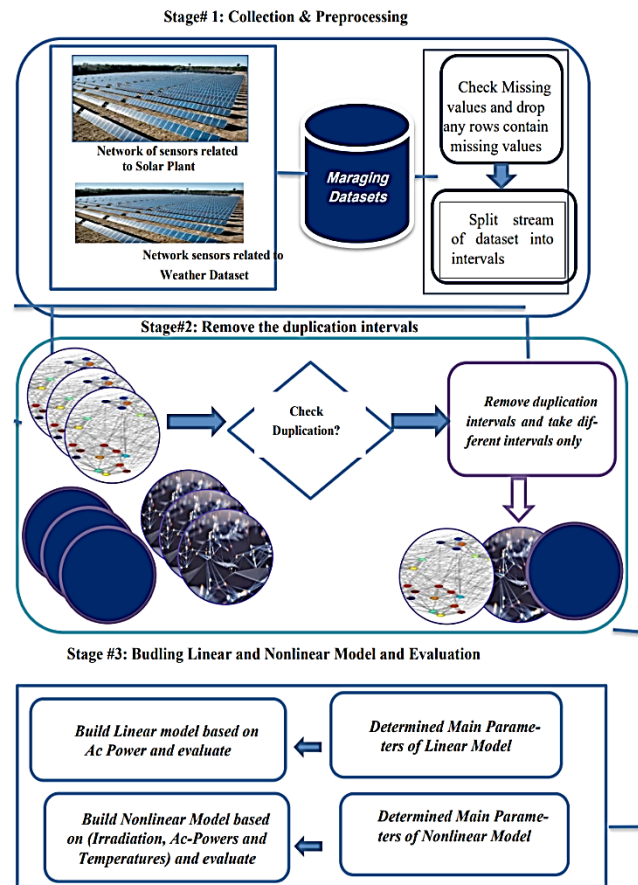 Stage# 1: Collection & Preprocessing
Network of sensors related
to Solar Plant
Network sensors related to
Weather Dataset
Maraging
Datasets
Check Missing
values and drop
any rows contain
missing values
Split stream
of dataset into
intervals
Stage#2: Remove the duplication intervals
Check
Duplication?
Remove duplication
intervals and take dif-
ferent intervals only
Stage #3: Budling Linear and Nonlinear Model and Evaluation
Build Linear model based on
Ac Power and evaluate
Determined Main Parame-
ters of Linear Model
Build Nonlinear Model based
on (Irradiation, Ac-Powers and
Temperatures) and evaluate
Determined Main Parame-
ters of Nonlinear Model